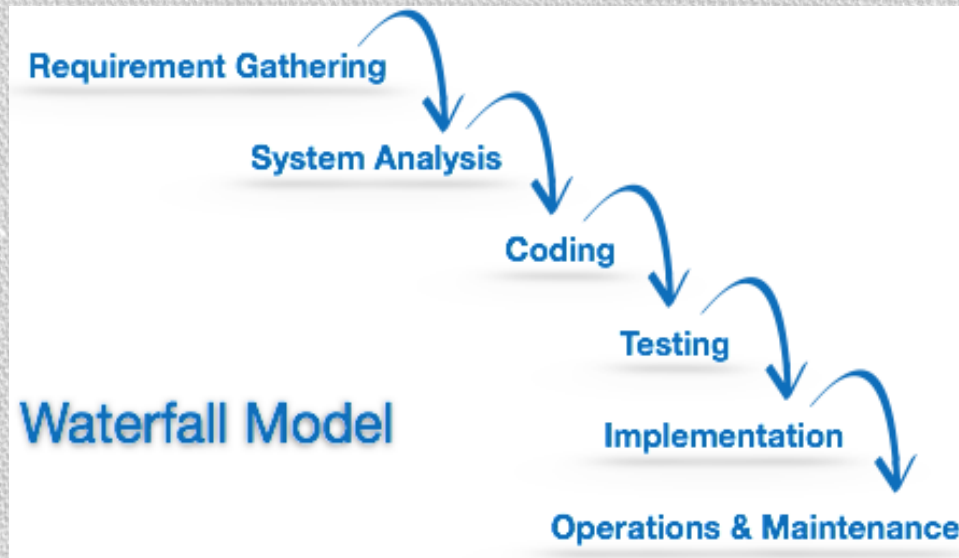 Requirement Gathering
System Analysis
Coding
Testing
Waterfall Model
Implementation
Operations & Maintenance